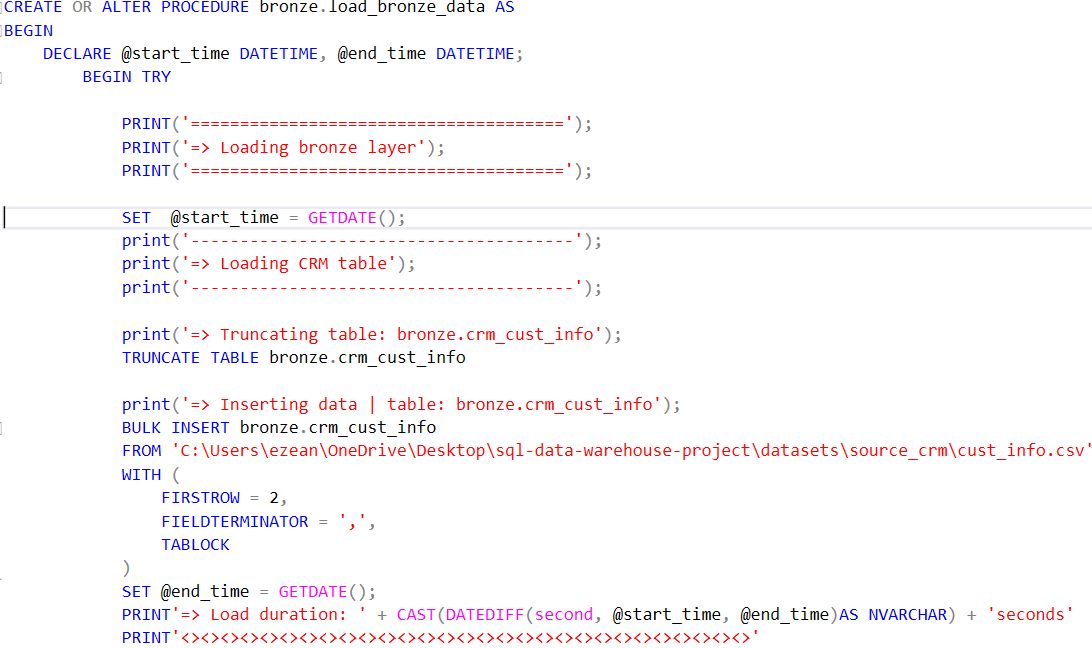 CREATE OR ALTER PROCEDURE bronze.load_bronze_data AS
BEGIN
    DECLARE @start_time DATETIME, @end_time DATETIME;
        BEGIN TRY

            PRINT('======================================');
            PRINT('=> Loading bronze layer');
            PRINT('======================================');

            SET  @start_time = GETDATE();
            print('---------------------------------------');
            print('=> Loading CRM table');
            print('---------------------------------------');

            print('=> Truncating table: bronze.crm_cust_info');
            TRUNCATE TABLE bronze.crm_cust_info

            print('=> Inserting data | table: bronze.crm_cust_info');
            BULK INSERT bronze.crm_cust_info
            FROM 'C:\Users\ezean\OneDrive\Desktop\sql-data-warehouse-project\datasets\source_crm\cust_info.csv'
            WITH (
                FIRSTROW = 2,
                FIELDTERMINATOR = ',',
                TABLOCK
            )
            SET @end_time = GETDATE();
            PRINT'=> Load duration: ' + CAST(DATEDIFF(second, @start_time, @end_time)AS NVARCHAR) + 'seconds'
            PRINT'<><><><><><><><><><><><><><><><><><><><><><><><><><><><><>'